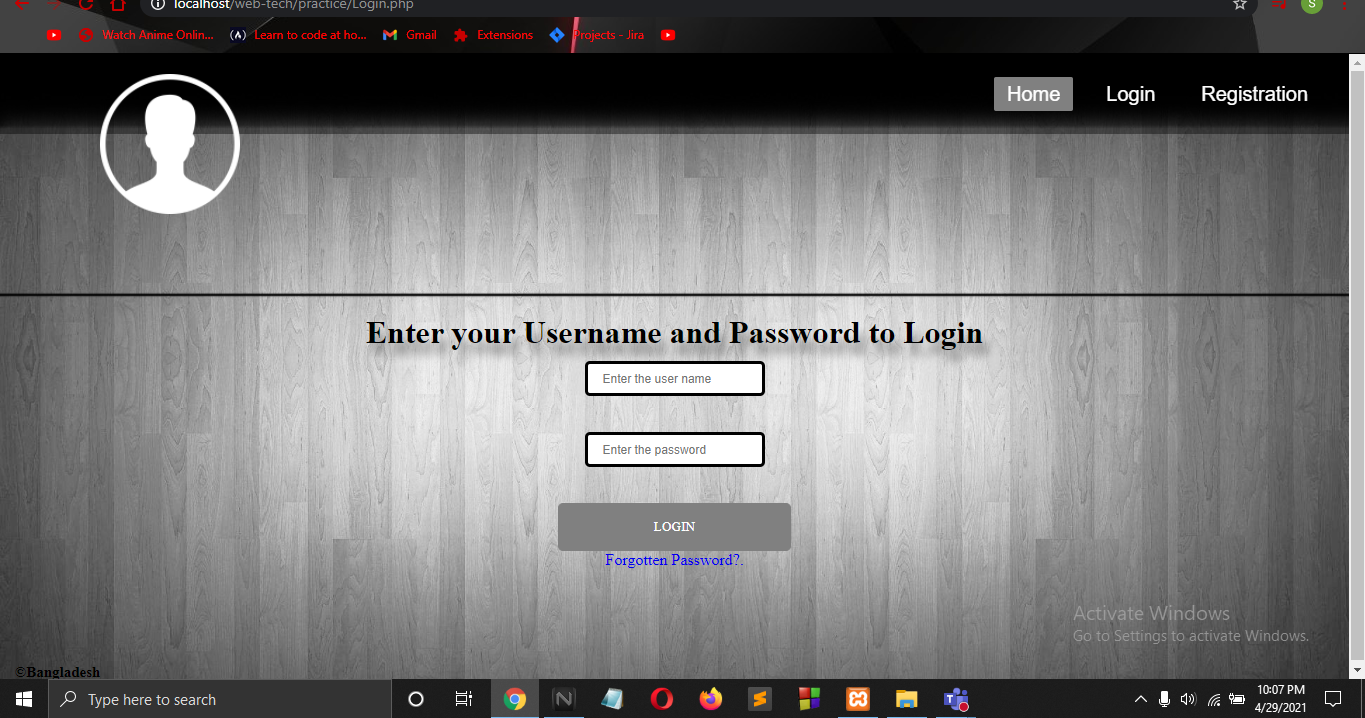 localhost/web-tech/practice/Login.php
S
Watch Anime Onlin... (A) Learn to code at ho... Gmail Extensions Projects - Jira
Home Login Registration
Enter your Username and Password to Login
Enter the user name
Enter the password
LOGIN
Forgotten Password?.
Activate Windows
Go to Settings to activate Windows.
©Bangladesh
Type here to search
10:07 PM
4/29/2021